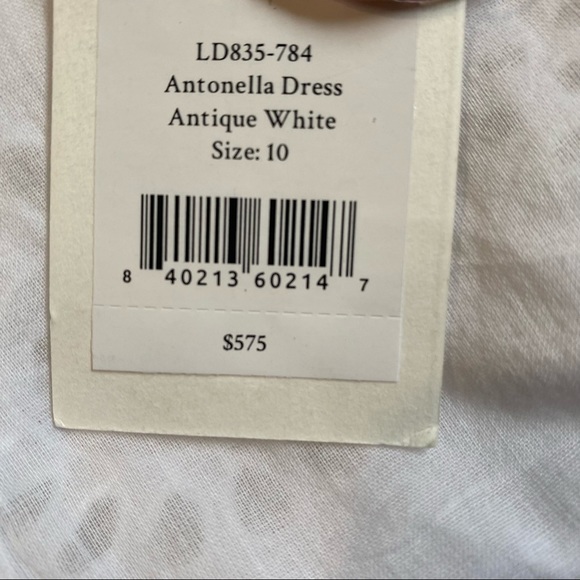 LD835-784
Antonella Dress
Antique White
Size: 10
8 40213 60214 7
$575